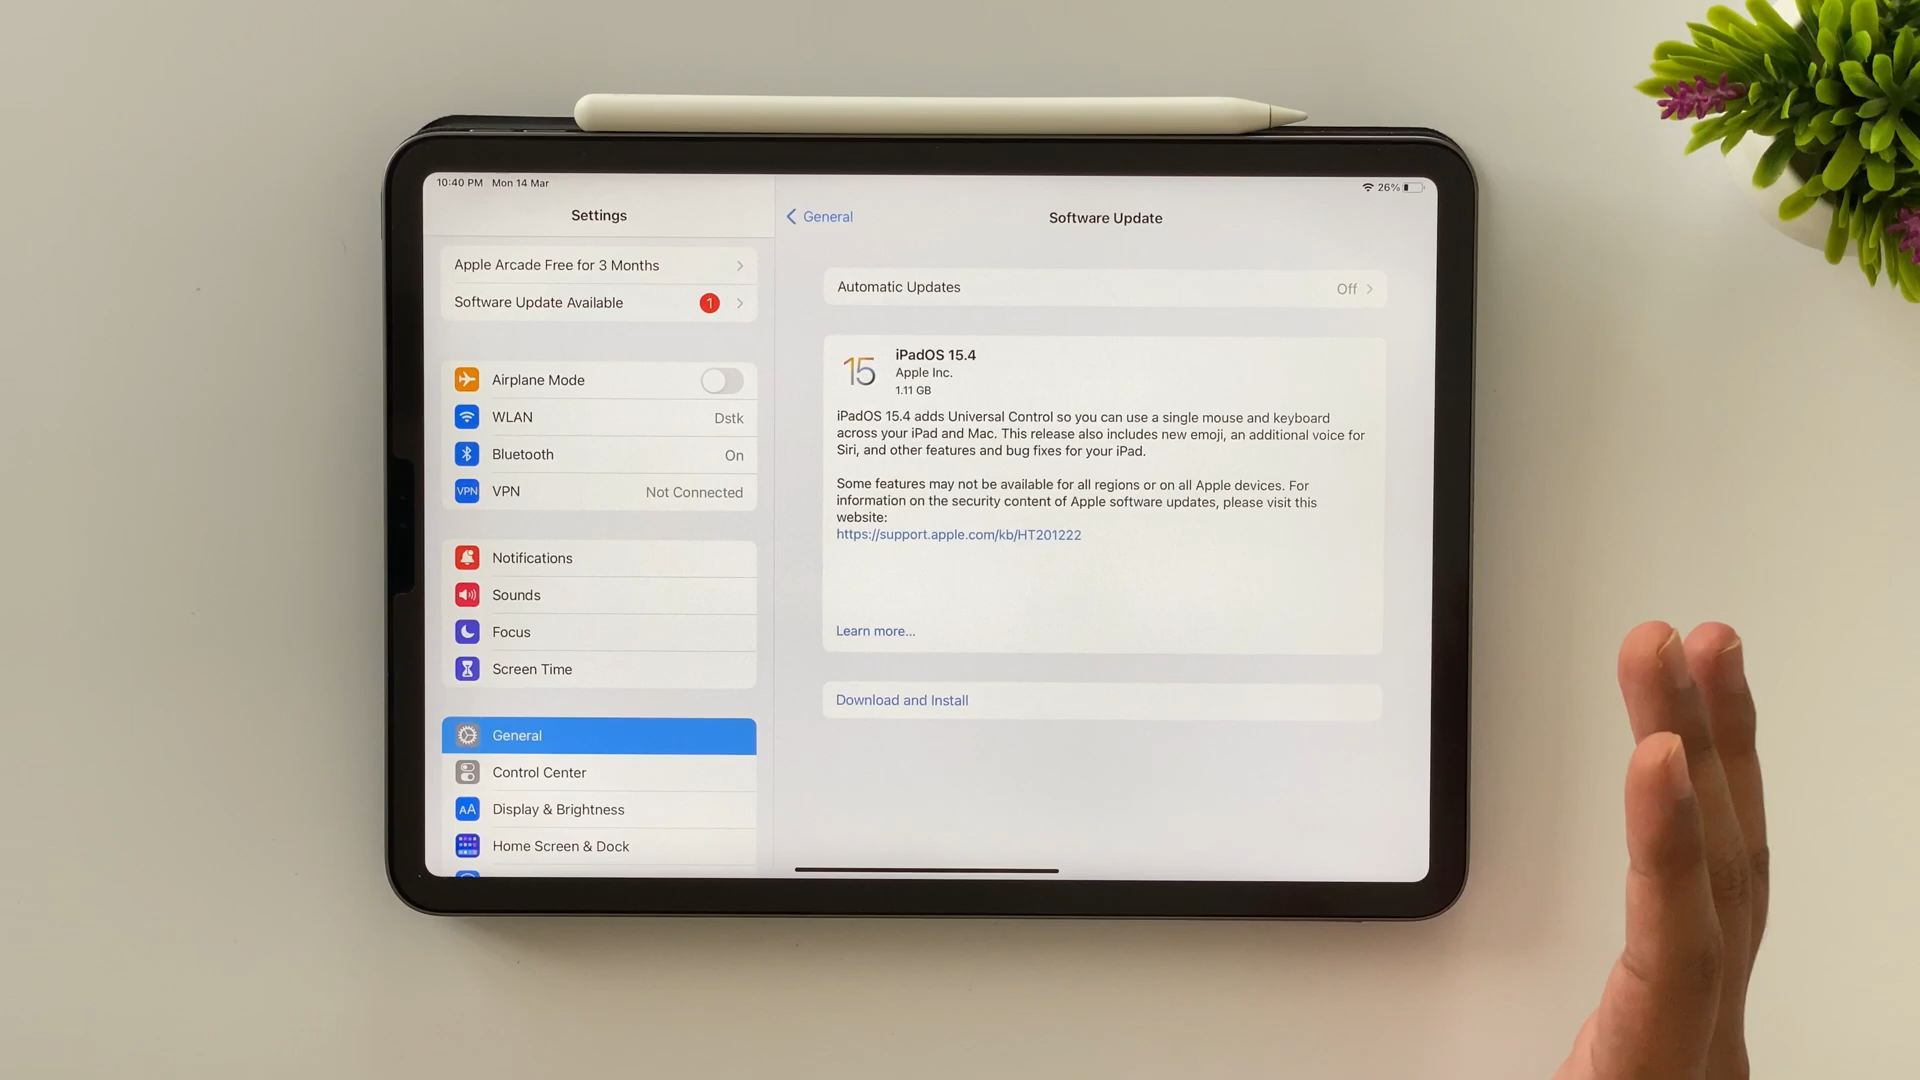 10:40 PM Mon 14 Mar
26%
Settings
Apple Arcade Free for 3 Months
Software Update Available 1
Airplane Mode
WLAN Dstk
Bluetooth On
VPN VPN Not Connected
Notifications
Sounds
Focus
Screen Time
General
Control Center
AA Display & Brightness
Home Screen & Dock
General
Software Update
Automatic Updates Off
15
iPadOS 15.4
Apple Inc.
1.11 GB
iPadOS 15.4 adds Universal Control so you can use a single mouse and keyboard
across your iPad and Mac. This release also includes new emoji, an additional voice for
Siri, and other features and bug fixes for your iPad.
Some features may not be available for all regions or on all Apple devices. For
information on the security content of Apple software updates, please visit this
website:
https://support.apple.com/kb/HT201222
Learn more...
Download and Install